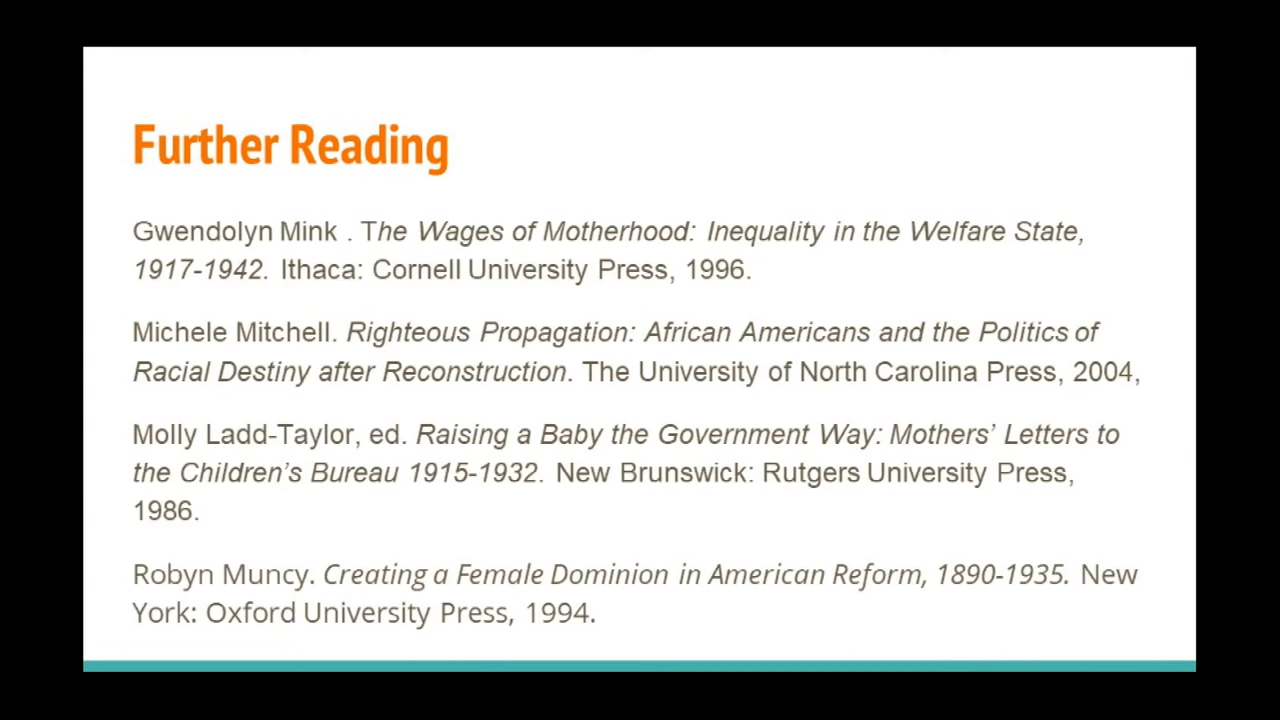 Further Reading
Gwendolyn Mink . The Wages of Motherhood: Inequality in the Welfare State,
1917-1942. Ithaca: Cornell University Press, 1996.
Michele Mitchell. Righteous Propagation: African Americans and the Politics of
Racial Destiny after Reconstruction. The University of North Carolina Press, 2004,
Molly Ladd-Taylor, ed. Raising a Baby the Government Way: Mothers’ Letters to
the Children’s Bureau 1915-1932. New Brunswick: Rutgers University Press,
1986.
Robyn Muncy. Creating a Female Dominion in American Reform, 1890-1935. New
York: Oxford University Press, 1994.